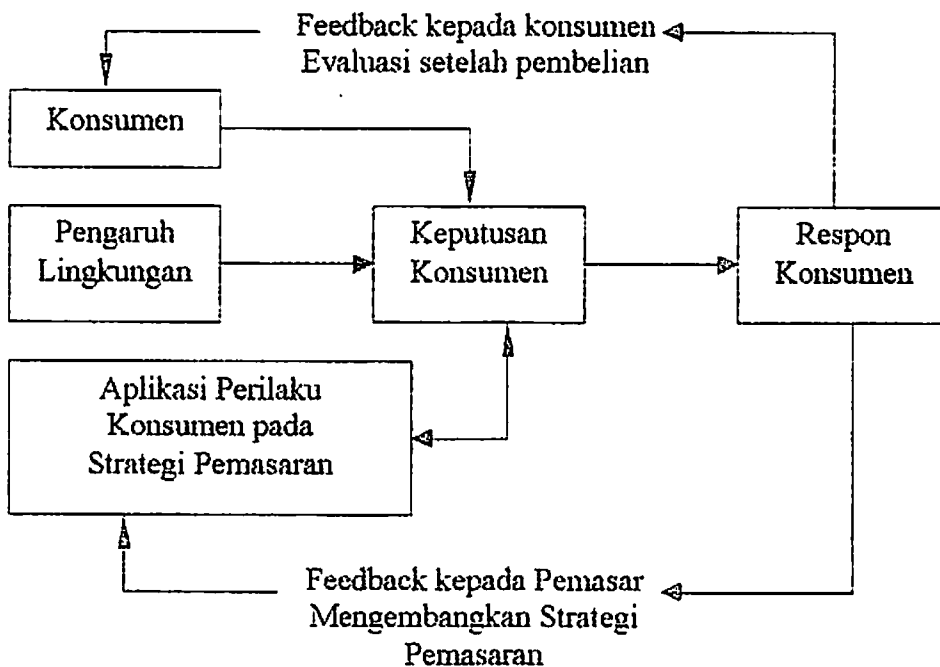 Feedback kepada konsumen
Evaluasi setelah pembelian
Konsumen
Pengaruh
Lingkungan
Keputusan
Konsumen
Respon
Konsumen
Aplikasi Perilaku
Konsumen pada
Strategi Pemasaran
Feedback kepada Pemasar
Mengembangkan Strategi
Pemasaran